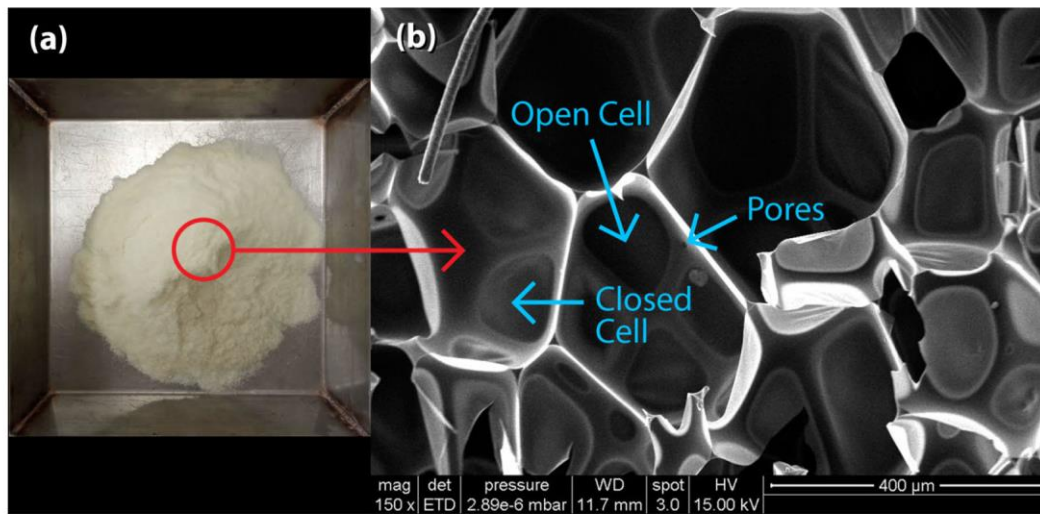 (a)
(b)
Open Cell
Pores
Closed
Cell
mag det pressure WD spot HV
150 x ETD 2.89e-6 mbar 11.7 mm 3.0 15.00 kV 400 µm